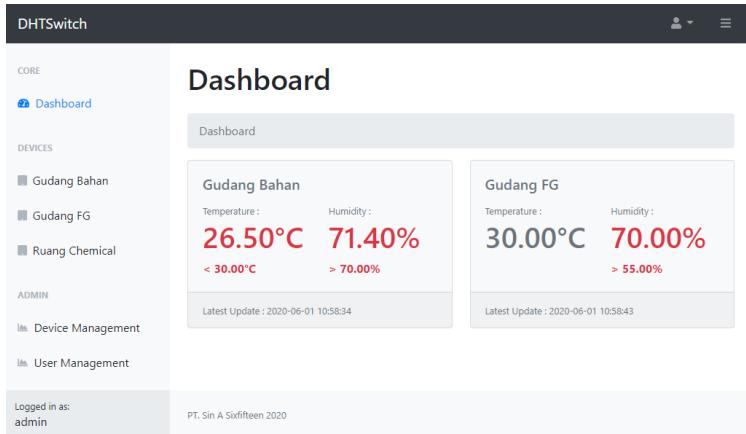 DHTSwitch
CORE
Dashboard
DEVICES
Gudang Bahan
Gudang FG
Ruang Chemical
ADMIN
Device Management
User Management
Logged in as:
admin
Dashboard
Dashboard
Gudang Bahan
Temperature : Humidity :
26.50°C 71.40%
< 30.00°C > 70.00%
Latest Update : 2020-06-01 10:58:34
Gudang FG
Temperature : Humidity :
30.00°C 70.00%
> 55.00%
Latest Update : 2020-06-01 10:58:43
PT. Sin A Sixfifteen 2020